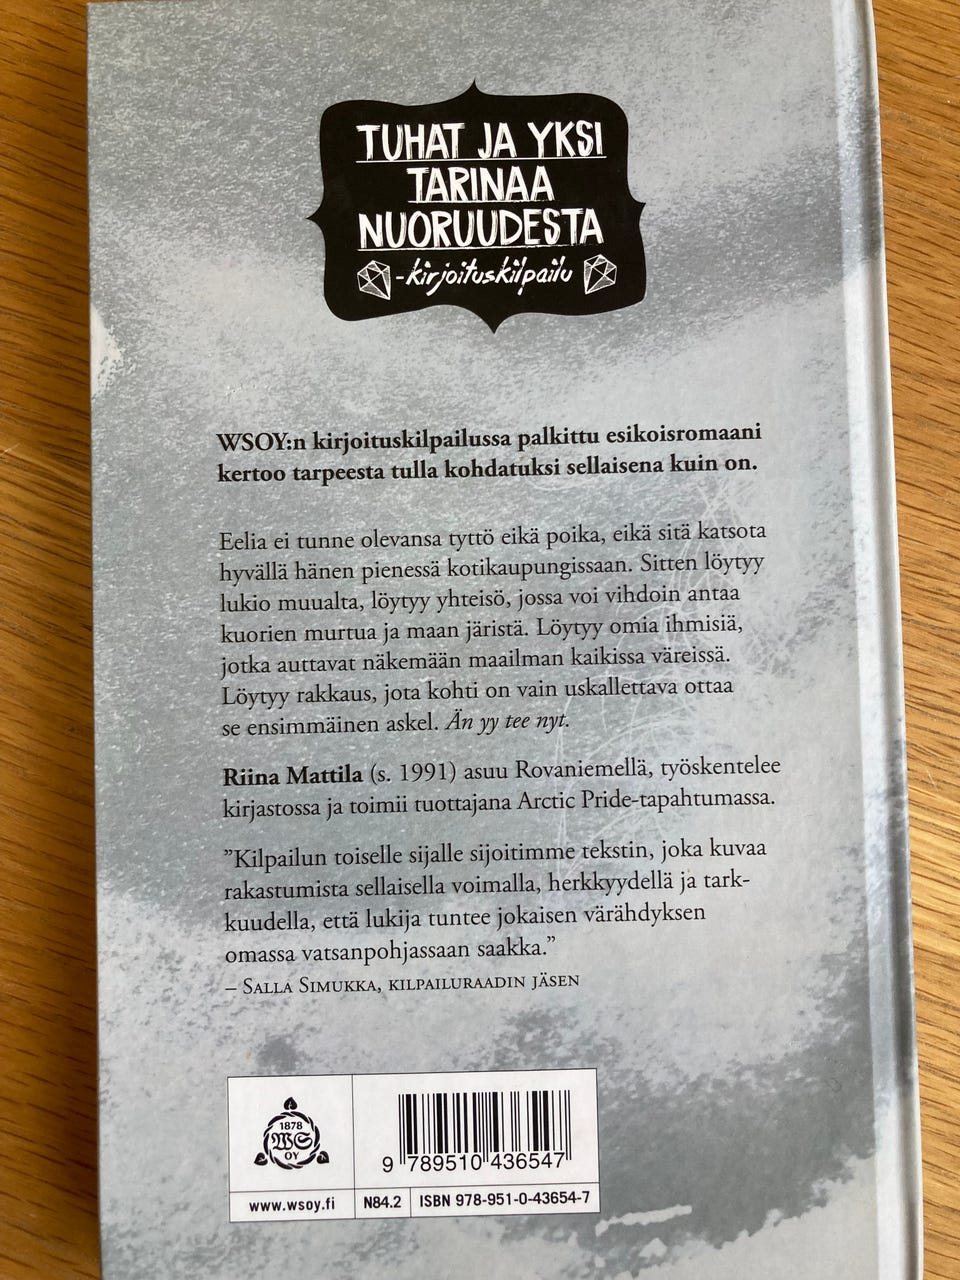 TUHAT JA YKSI
TARINAA
NUORUUDESTA
-kirjoituskilpailu
WSOY:n kirjoituskilpailussa palkittu esikoisromaani
kertoo tarpeesta tulla kohdatuksi sellaisena kuin on.
Eelia ei tunne olevansa tyttö eikä poika, eikä sitä katsota
hyvällä hänen pienessä kotikaupungissaan. Sitten löytyy
lukio muualta, löytyy yhteisö, jossa voi vihdoin antaa
kuorien murtua ja maan järistä. Löytyy omia ihmisiä,
jotka auttavat näkemään maailman kaikissa väreissä.
Löytyy rakkaus, jota kohti on vain uskallettava ottaa
se ensimmäinen askel. Än yy tee nyt.
Riina Mattila (s. 1991) asuu Rovaniemellä, työskentelee
kirjastossa ja toimii tuottajana Arctic Pride-tapahtumassa.
”Kilpailun toiselle sijalle sijoitimme tekstin, joka kuvaa
rakastumista sellaisella voimalla, herkkyydellä ja tark-
kuudella, että lukija tuntee jokaisen värähdyksen
omassa vatsanpohjassaan saakka.”
– Salla Simukka, kilpailuraadin jäsen
1878
WS
OY
9 789510 436547
www.wsoy.fi
N84.2
ISBN 978-951-0-43654-7